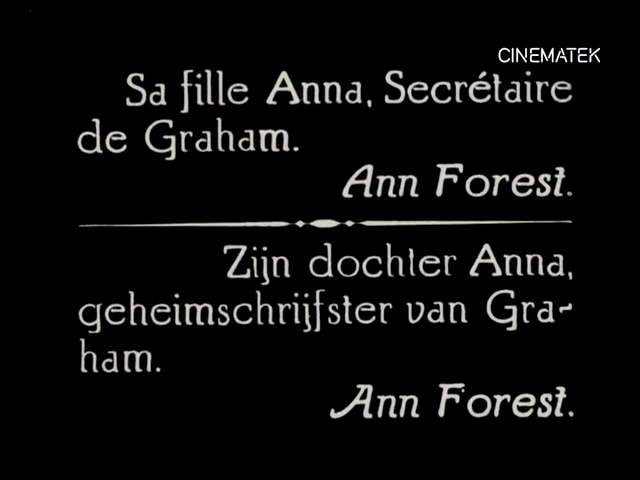 CINEMATEK
Sa fille Anna, Secrétaire
de Graham.
Ann Forest.
Zijn dochter Anna,
geheimschrijfster van Gra-
ham.
Ann Forest.